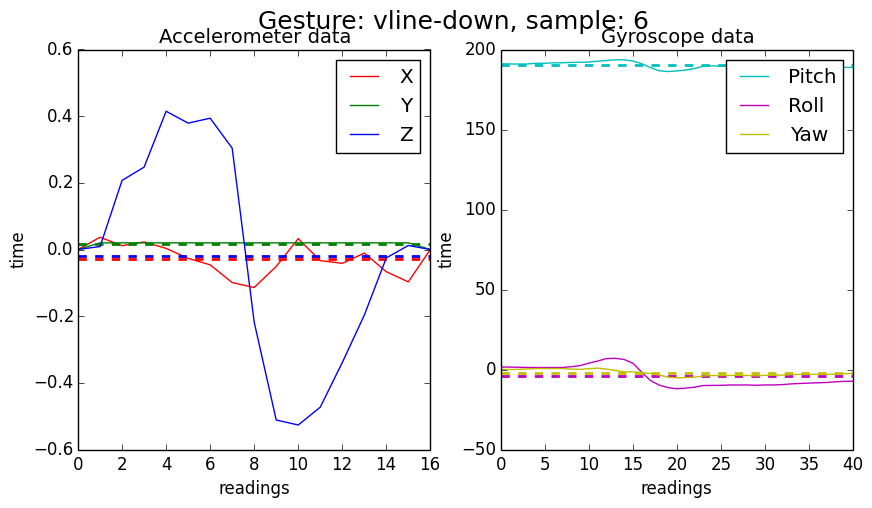 Gesture: vline-down, sample: 6
Accelerometer data
Gyroscope data
0.6
0.4
0.2
0.0
−0.2
−0.4
−0.6
time
X
Y
Z
0 2 4 6 8 10 12 14 16
readings
200
150
100
50
0
−50
time
Pitch
Roll
Yaw
0 5 10 15 20 25 30 35 40
readings